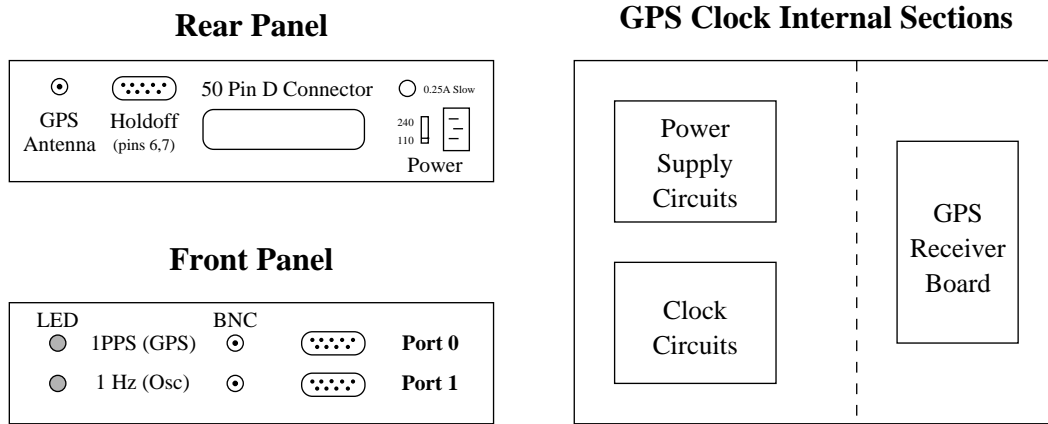 Rear Panel
50 Pin D Connector
0.25A Slow
GPS
Antenna
Holdoff
(pins 6,7)
240
110
Power
Front Panel
LED
BNC
1PPS (GPS)
Port 0
1 Hz (Osc)
Port 1
GPS Clock Internal Sections
Power
Supply
Circuits
Clock
Circuits
GPS
Receiver
Board